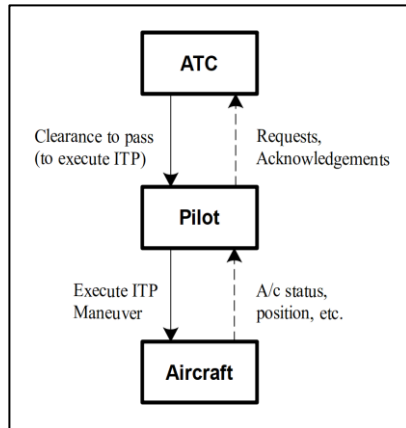 ATC
Clearance to pass
(to execute ITP)
Requests,
Acknowledgements
Pilot
Execute ITP
Maneuver
A/c status,
position, etc.
Aircraft